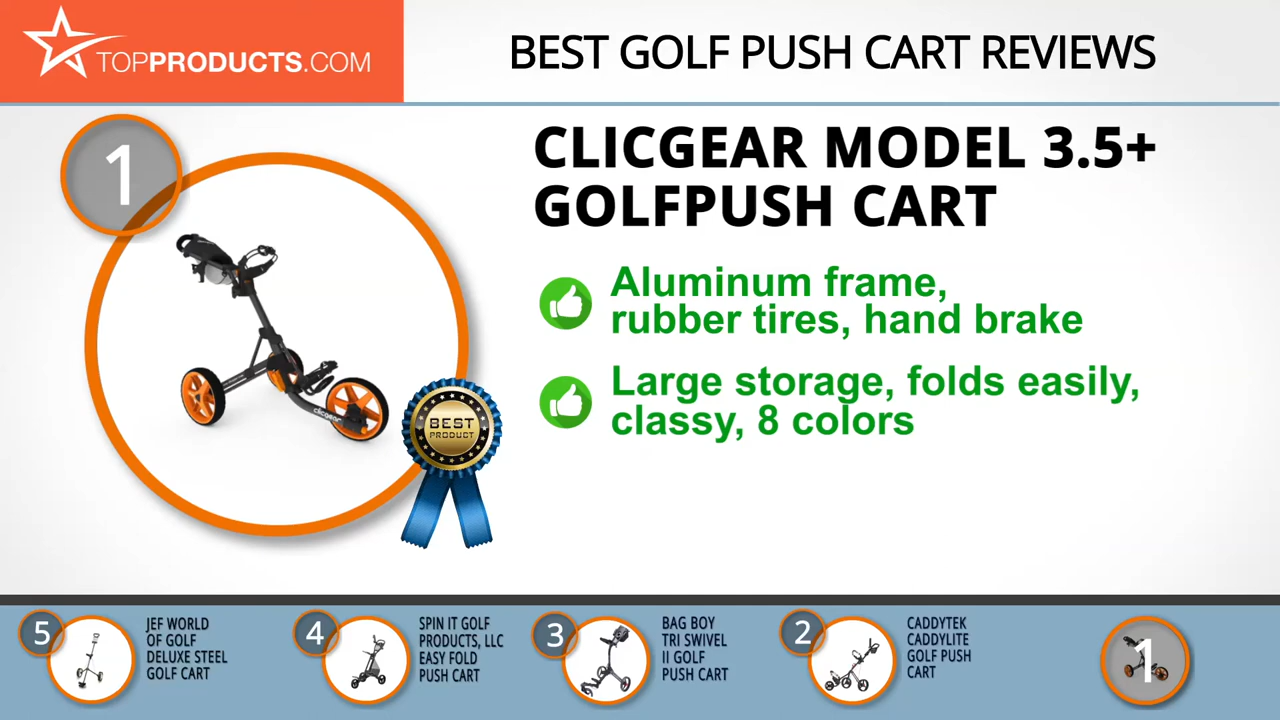 TOPPRODUCTS.COM
BEST GOLF PUSH CART REVIEWS
1
CLICGEAR MODEL 3.5+
GOLFPUSH CART
Aluminum frame,
rubber tires, hand brake
Large storage, folds easily,
classy, 8 colors
clicgear
BEST
PRODUCT
5
JEF WORLD
OF GOLF
DELUXE STEEL
GOLF CART
4
SPIN IT GOLF
PRODUCTS, LLC
EASY FOLD
PUSH CART
3
BAG BOY
TRI SWIVEL
II GOLF
PUSH CART
2
CADDYTEK
CADDYLITE
GOLF PUSH
CART
1